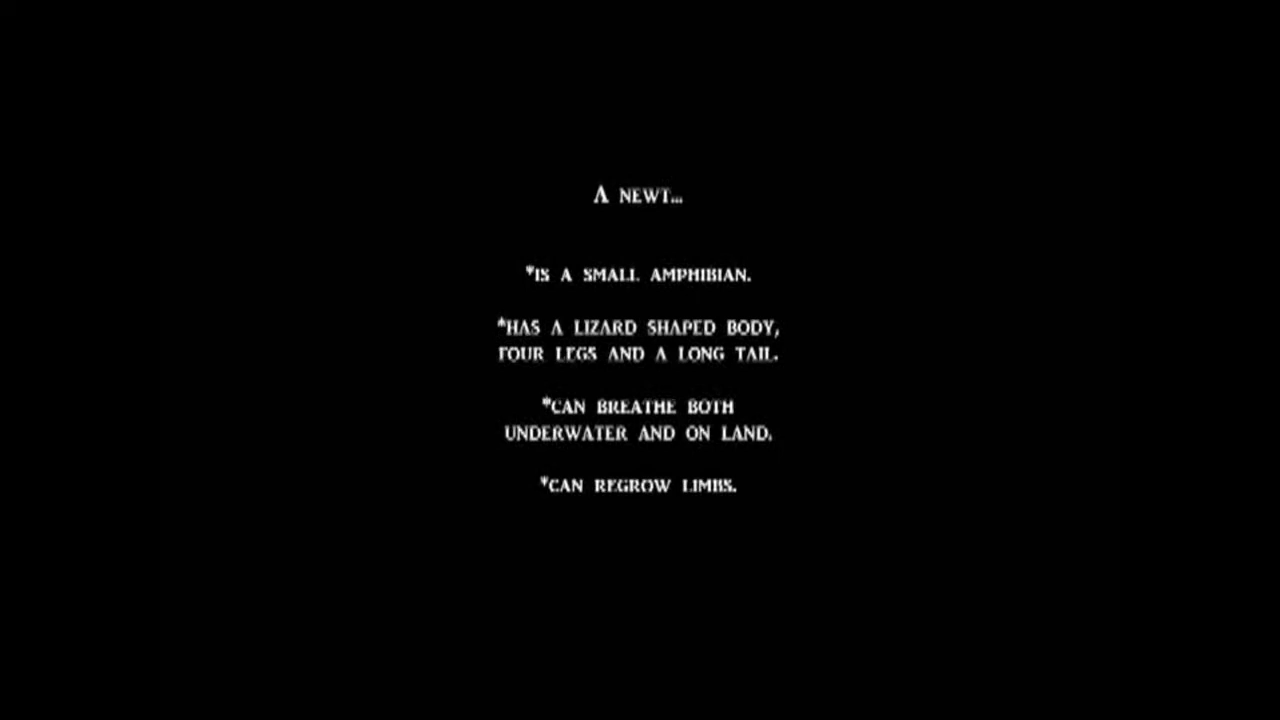 A NEWT...
*IS A SMALL AMPHIBIAN.
*HAS A LIZARD SHAPED BODY,
FOUR LEGS AND A LONG TAIL.
*CAN BREATHE BOTH
UNDERWATER AND ON LAND.
*CAN REGROW LIMBS.